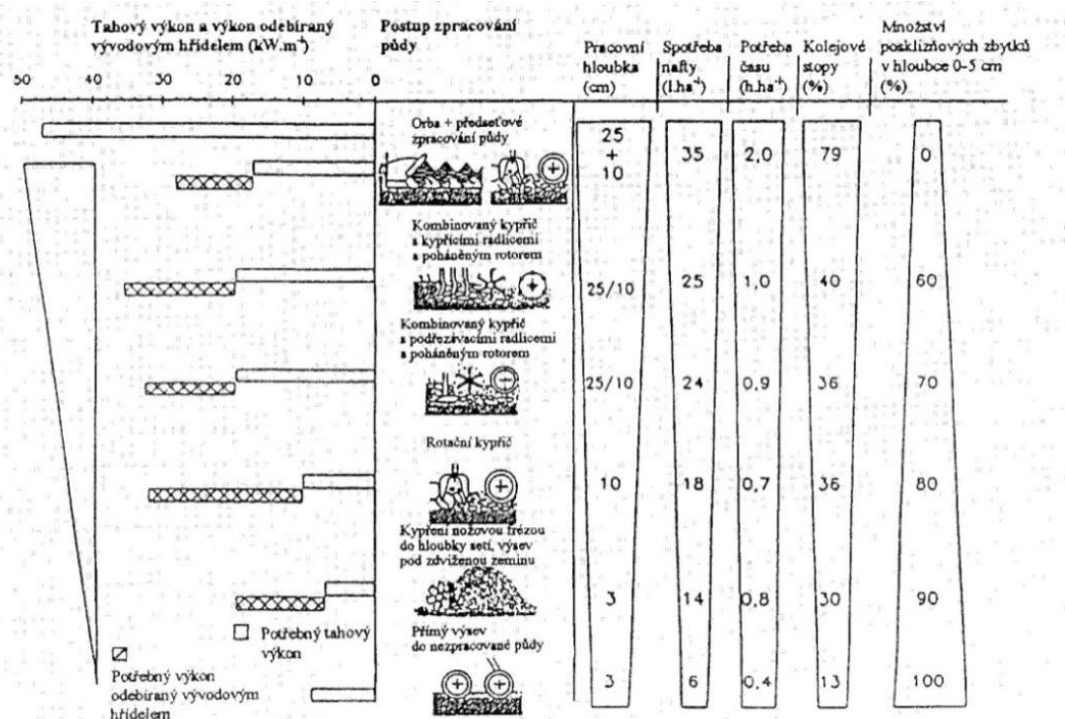 Tahový výkon a výkon odebíraný
vývodovým hřídelem (kW.m⁻¹)
Postup zpracování
půdy
Pracovní
hloubka
(cm)
Spotřeba
nafty
(l.ha⁻¹)
Potřeba
času
(h.ha⁻¹)
Kolejové
stopy
(%)
Množství
posklizňových zbytků
v hloubce 0-5 cm
(%)
50 40 30 20 10 0
Orba + předseťové
zpracování půdy
25
+
10
35 2,0 79 0
Kombinovaný kypřič
s kypřícími radlicemi
a poháněným rotorem
25/10 25 1,0 40 60
Kombinovaný kypřič
s podřezávacími radlicemi
a poháněným rotorem
25/10 24 0,9 36 70
Rotační kypřič
10 18 0,7 36 80
Kypření nožovou frézou
do hloubky setí, výsev
pod zdviženou zeminu
3 14 0,8 30 90
Přímý výsev
do nezpracované půdy
3 6 0,4 13 100
Potřebný tahový
výkon
Potřebný výkon
odebíraný vývodovým
hřídelem